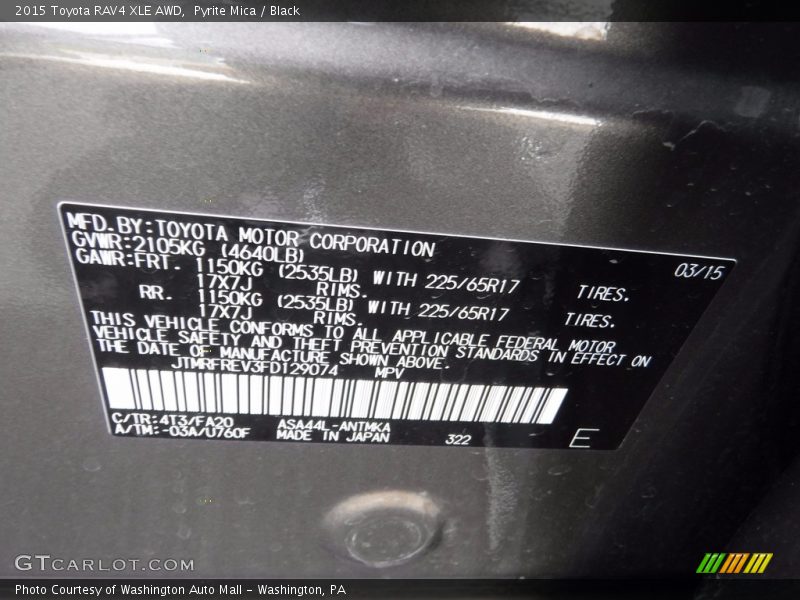 2015 Toyota RAV4 XLE AWD, Pyrite Mica / Black
MFD.BY:TOYOTA MOTOR CORPORATION 03/15
GVWR:2105KG (4640LB)
GAWR:FRT. 1150KG (2535LB) WITH 225/65R17 TIRES.
17X7J RIMS.
RR. 1150KG (2535LB) WITH 225/65R17 TIRES.
17X7J RIMS.
THIS VEHICLE CONFORMS TO ALL APPLICABLE FEDERAL MOTOR
VEHICLE SAFETY AND THEFT PREVENTION STANDARDS IN EFFECT ON
THE DATE OF MANUFACTURE SHOWN ABOVE.
JTMRFREV3FD129074 MPV
C/TR:4T3/FA20 ASA44L-ANTMKA
A/TM:-03A/U760F MADE IN JAPAN 322 E
GTCARLOT.COM
Photo Courtesy of Washington Auto Mall - Washington, PA